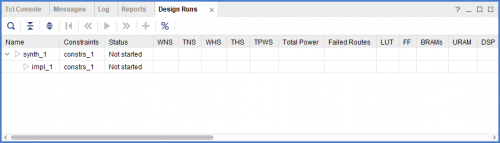 Tcl Console Messages Log Reports Design Runs
Name Constraints Status WNS TNS WHS THS TPWS Total Power Failed Routes LUT FF BRAMs URAM DSP
synth_1 constrs_1 Not started
impl_1 constrs_1 Not started